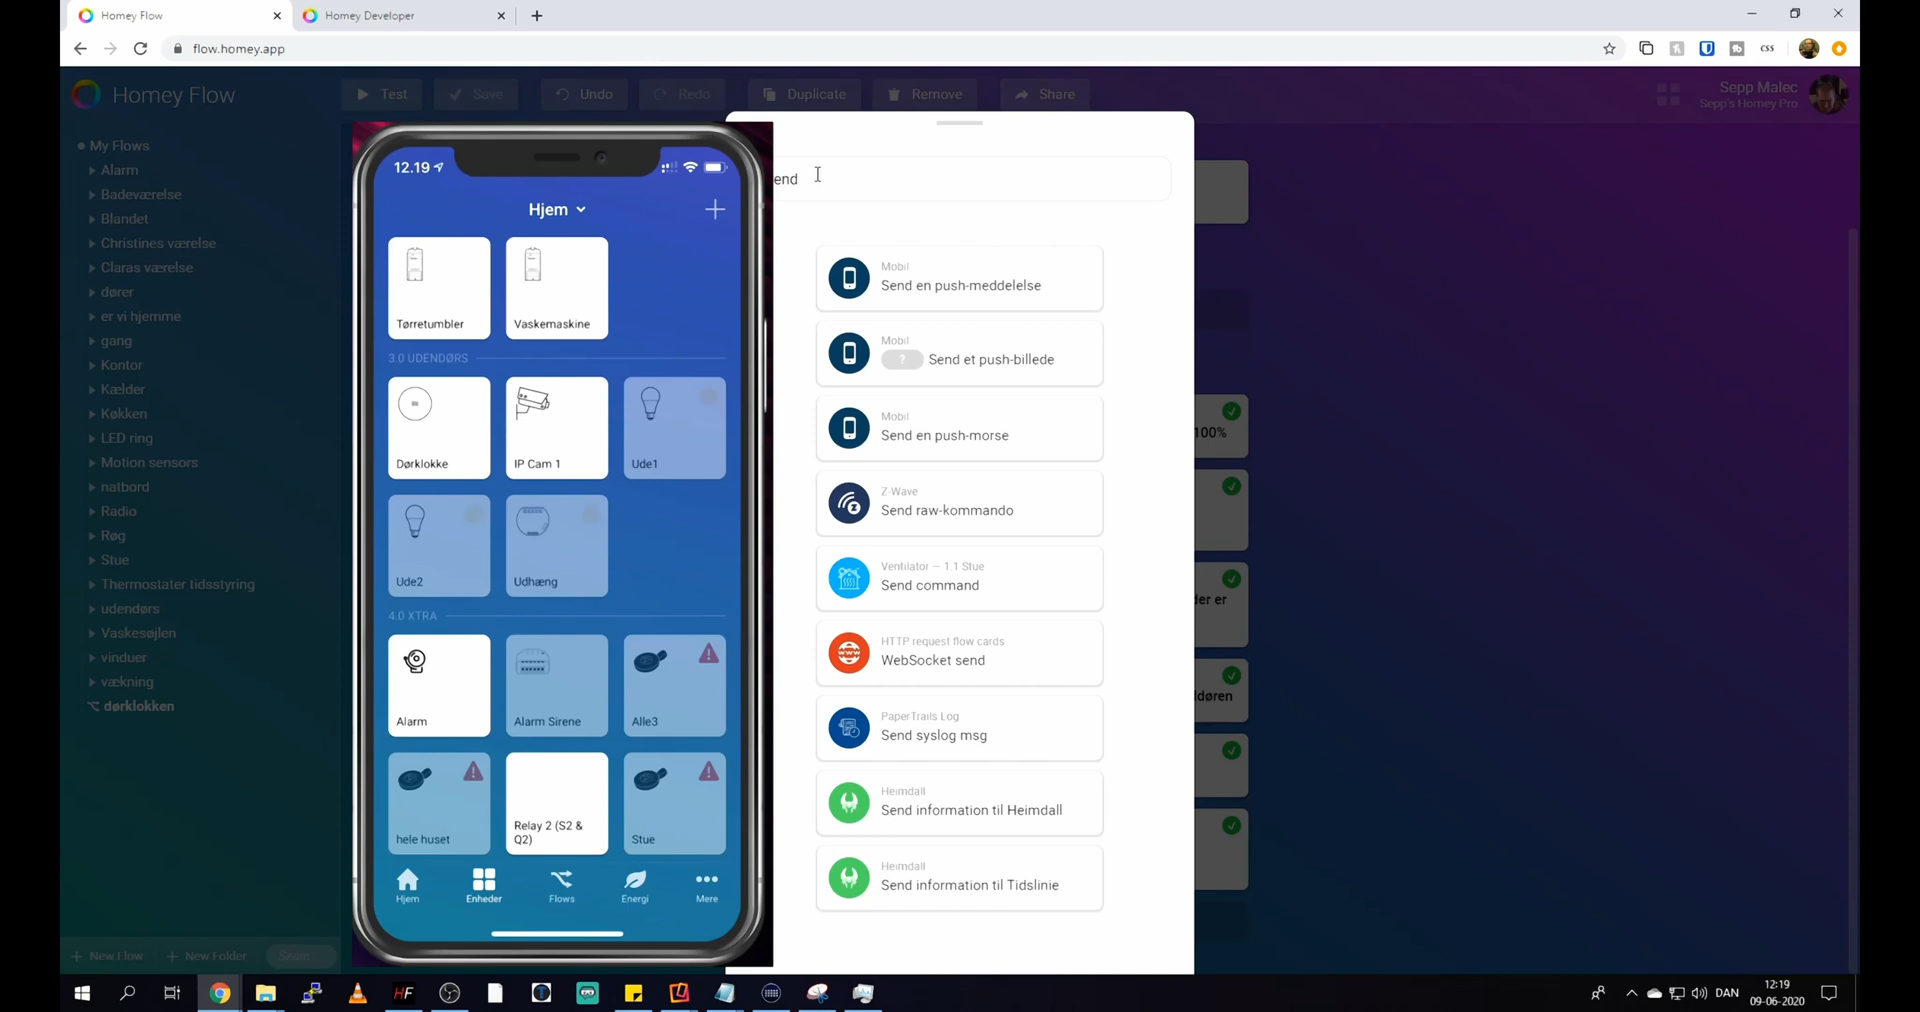 Homey Flow
Homey Developer
flow.homey.app
CSS
Homey Flow
Test
Save
Undo
Redo
Duplicate
Remove
Share
Sepp Malec
Sepp's Homey Pro
My Flows
Alarm
Badeværelse
Blandet
Christines værelse
Claras værelse
dører
er vi hjemme
gang
Kontor
Kælder
Køkken
LED ring
Motion sensors
natbord
Radio
Røg
Stue
Thermostater tidsstyring
udendørs
Vaskesøjlen
vinduer
vækning
dørklokken
New Flow
New Folder
12.19
Hjem
Tørretumbler
Vaskemaskine
3.0 UDENDØRS
Dørklokke
IP Cam 1
Ude1
Ude2
Udhæng
4.0 XTRA
Alarm
Alarm Sirene
Alle3
hele huset
Relay 2 (S2 &
Q2)
Stue
Hjem
Enheder
Flows
Energi
Mere
end
Mobil
Send en push-meddelelse
Mobil
? Send et push-billede
Mobil
Send en push-morse
Z-Wave
Send raw-kommando
Ventilator – 1.1 Stue
Send command
HTTP request flow cards
WebSocket send
PaperTrails Log
Send syslog msg
Heimdall
Send information til Heimdall
Heimdall
Send information til Tidslinie
100%
der er
døren
HF
DAN
12:19
09-06-2020